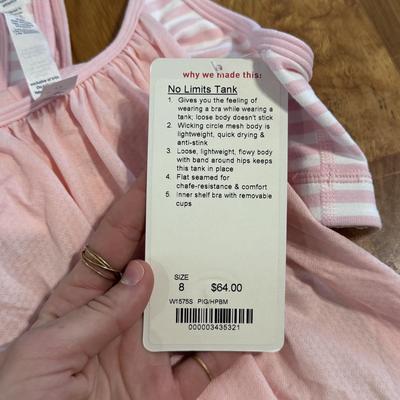 why we made this:
No Limits Tank
1. Gives you the feeling of
wearing a bra while wearing a
tank; loose body doesn't stick
2. Wicking circle mesh body is
lightweight, quick drying &
anti-stink
3. Loose, lightweight, flowy body
with band around hips keeps
this tank in place
4. Flat seamed for
chafe-resistance & comfort
5. Inner shelf bra with removable
cups
SIZE
8 $64.00
W1575S PIG/HPBM
000003435321